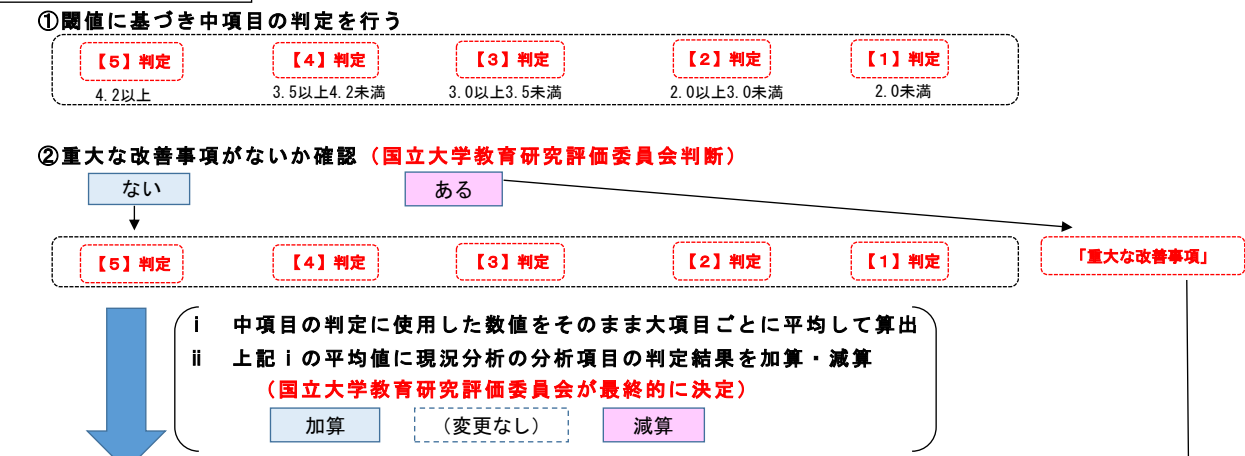 ①閾値に基づき中項目の判定を行う
【5】判定 【4】判定 【3】判定 【2】判定 【1】判定
4.2以上 3.5以上4.2未満 3.0以上3.5未満 2.0以上3.0未満 2.0未満
②重大な改善事項がないか確認（国立大学教育研究評価委員会判断）
ない ある
【5】判定 【4】判定 【3】判定 【2】判定 【1】判定 「重大な改善事項」
ⅰ 中項目の判定に使用した数値をそのまま大項目ごとに平均して算出
ⅱ 上記ⅰの平均値に現況分析の分析項目の判定結果を加算・減算
（国立大学教育研究評価委員会が最終的に決定）
加算 （変更なし） 減算